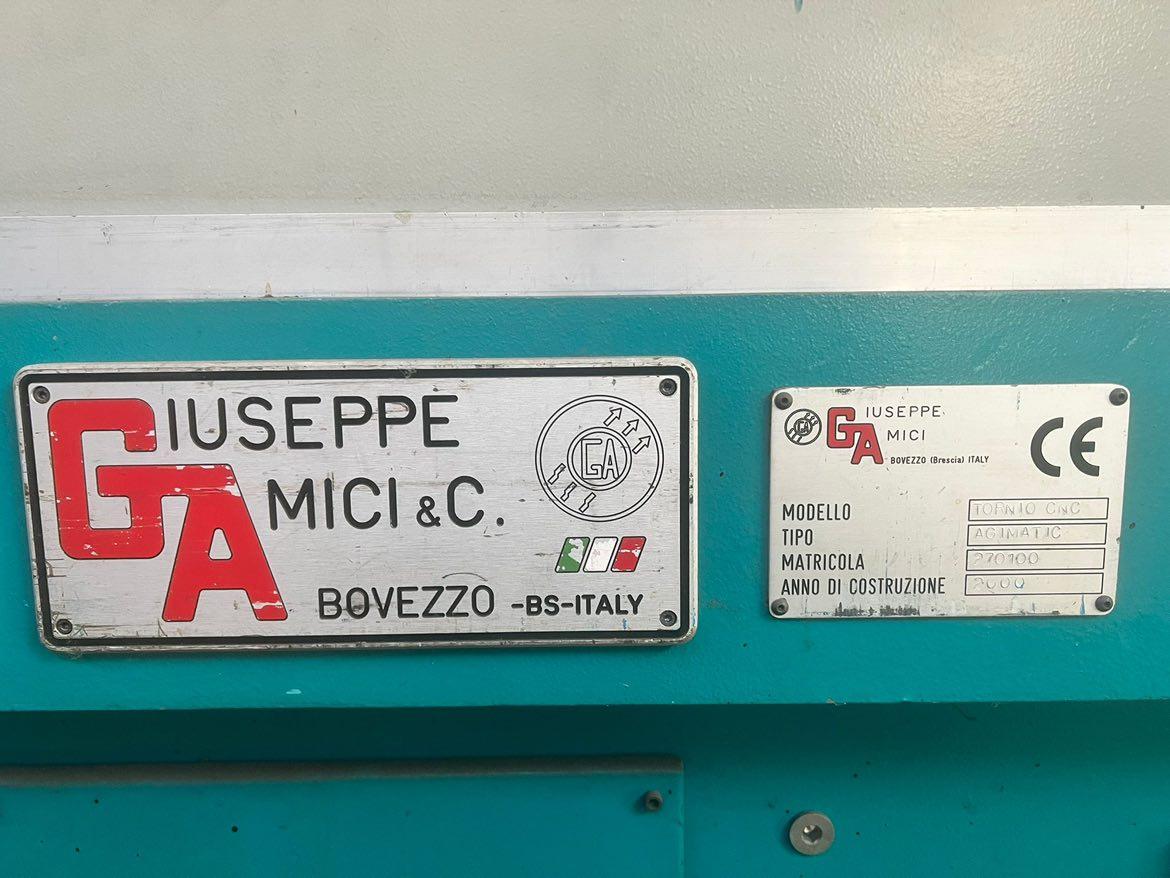 GIUSEPPE
AMICI & C.
GA
BOVEZZO -BS-ITALY
GA
GIUSEPPE
AMICI
BOVEZZO (Brescia) ITALY
CE
MODELLO TORNIO CNC
TIPO AGIMATIC
MATRICOLA 270100
ANNO DI COSTRUZIONE 2000